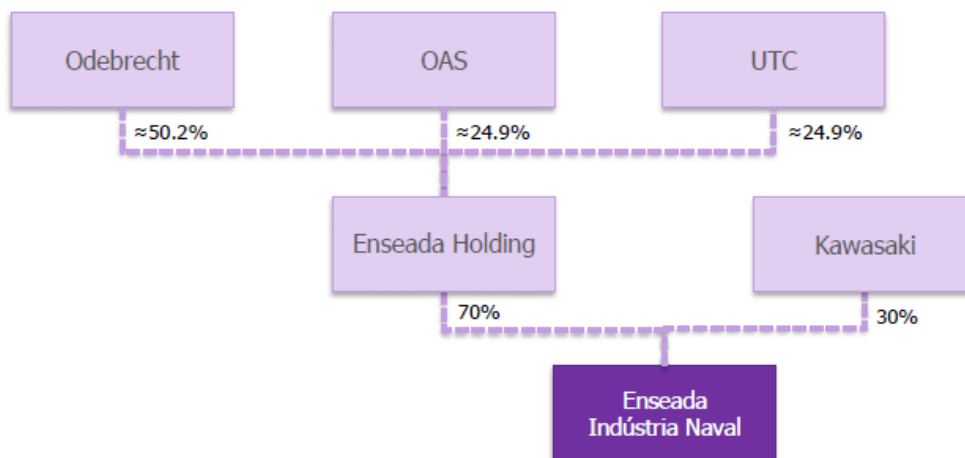 Odebrecht
OAS
UTC
≈50.2%
≈24.9%
≈24.9%
Enseada Holding
Kawasaki
70%
30%
Enseada
Indústria Naval